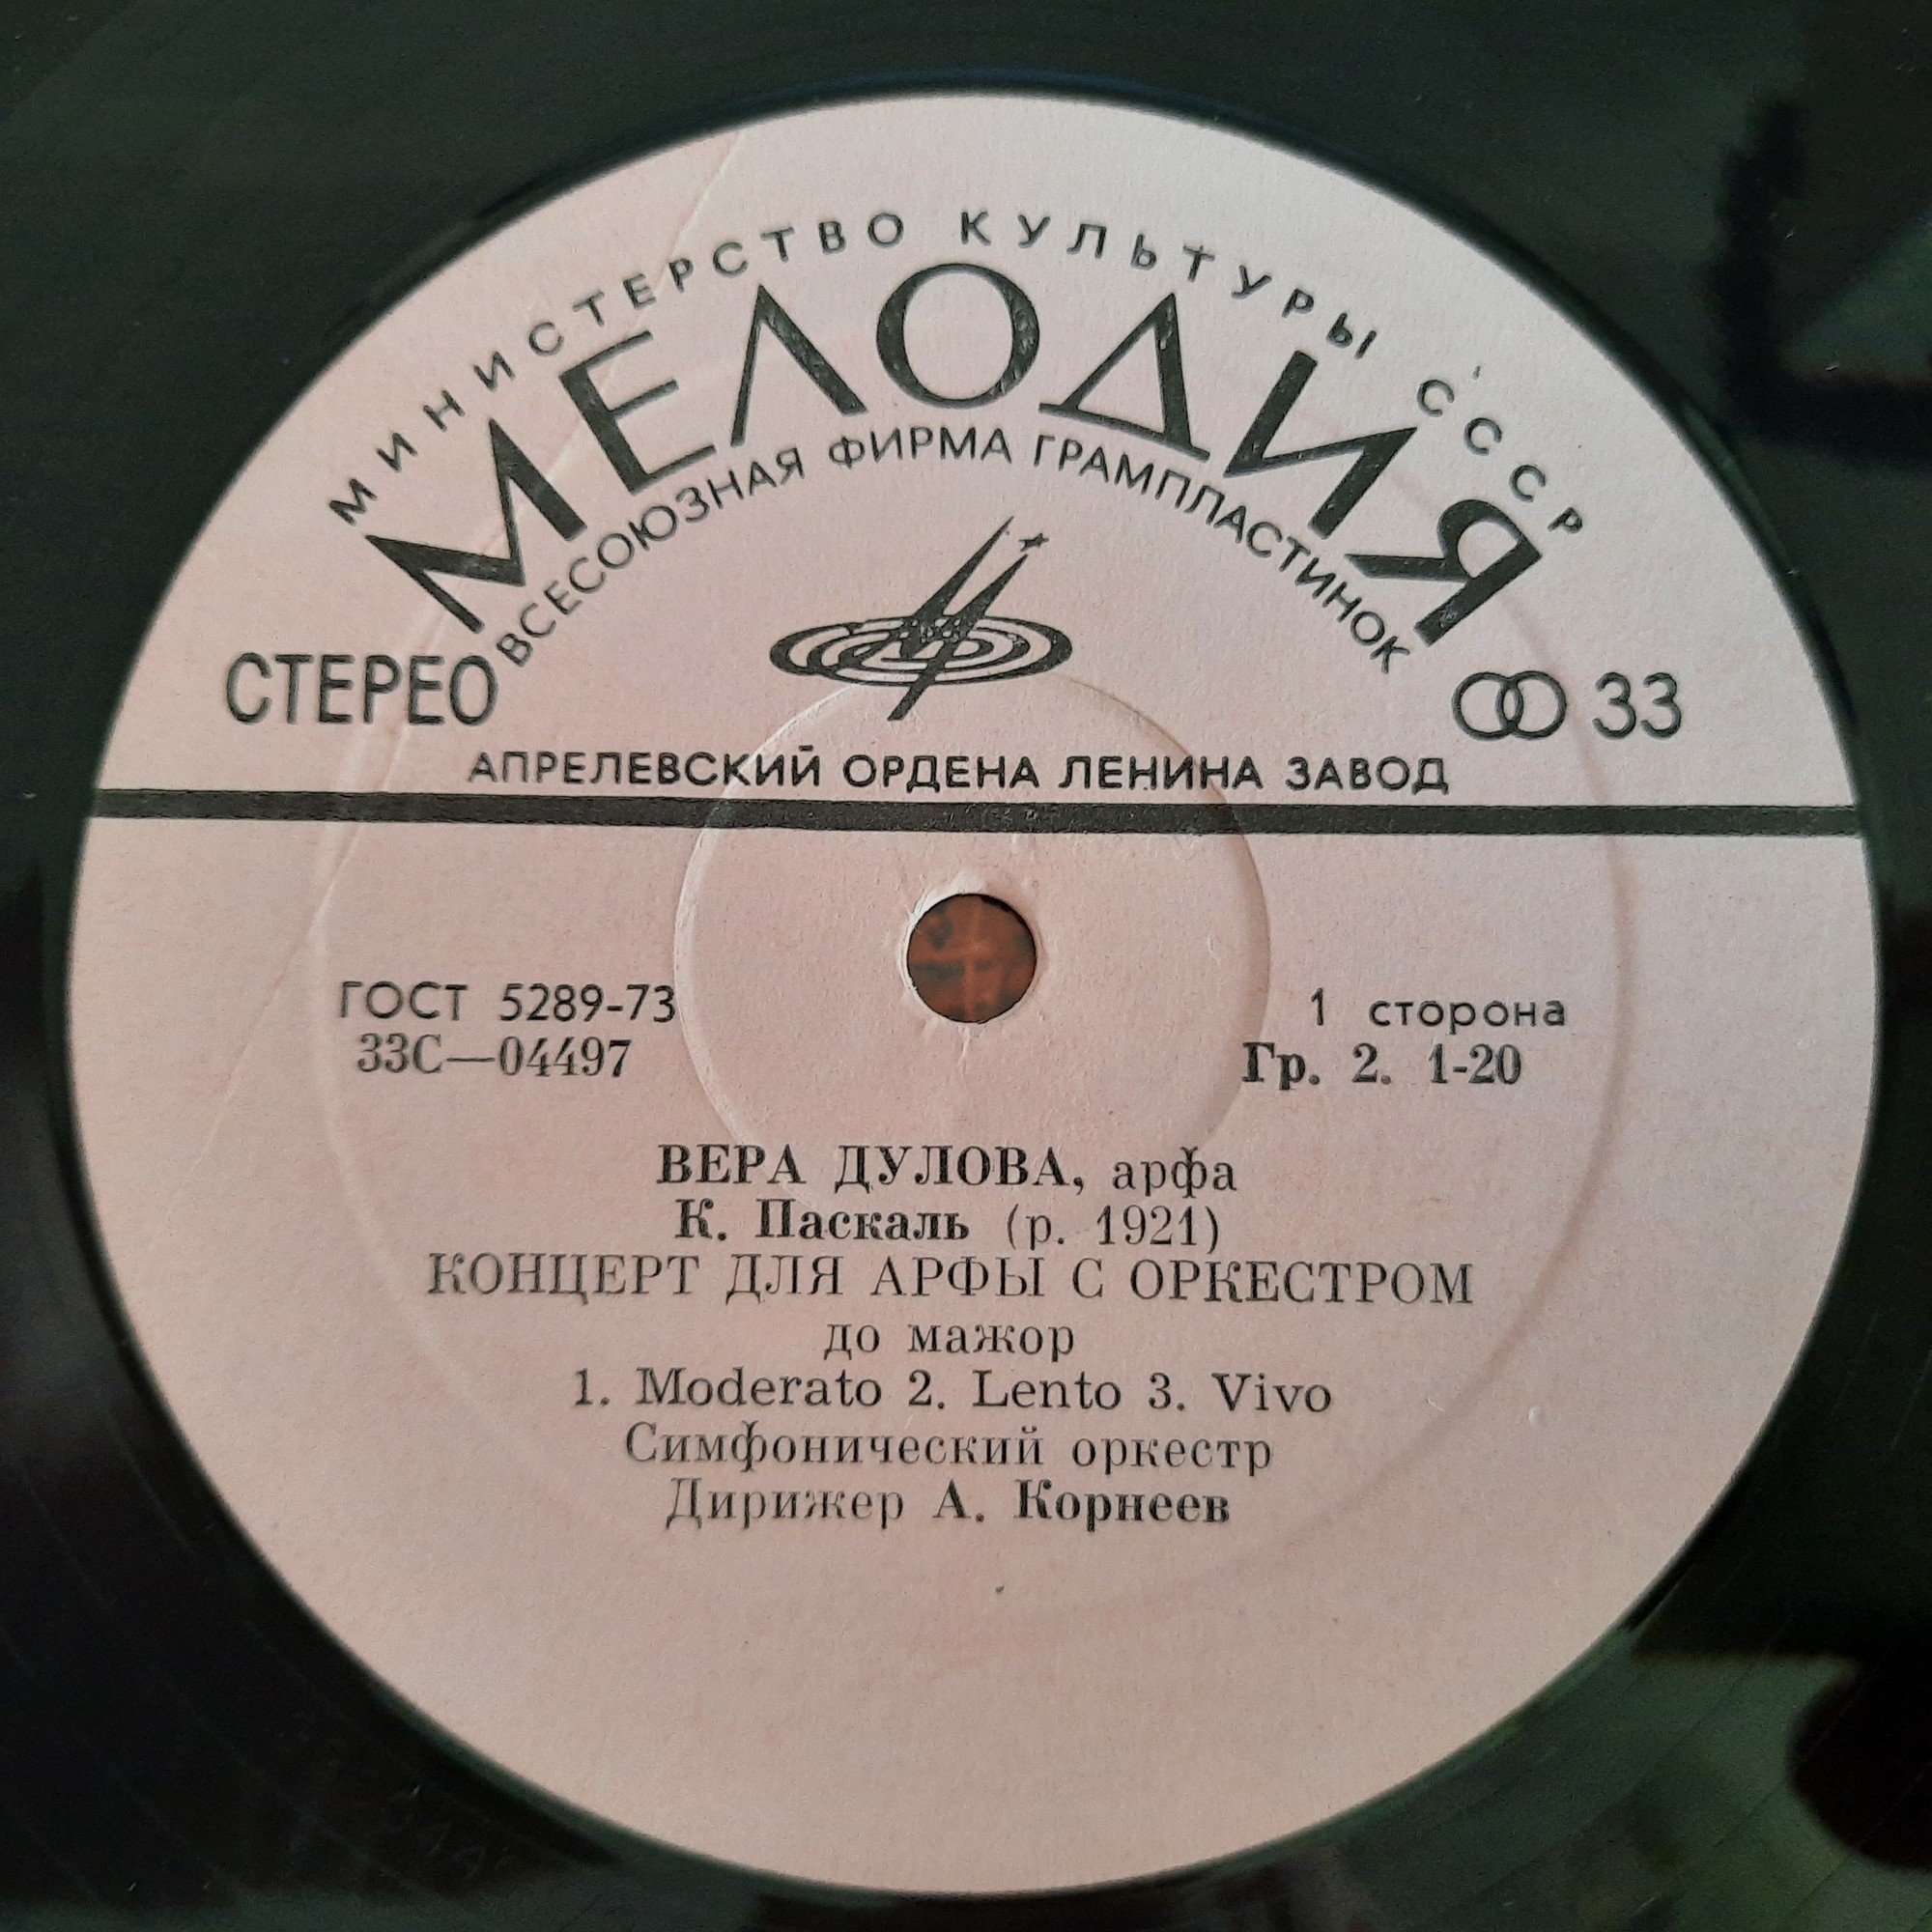 МИНИСТЕРСТВО КУЛЬТУРЫ СССР
МЕЛОДИЯ
ВСЕСОЮЗНАЯ ФИРМА ГРАМПЛАСТИНОК
СТЕРЕО
33
АПРЕЛЕВСКИЙ ОРДЕНА ЛЕНИНА ЗАВОД
ГОСТ 5289-73
33С—04497
1 сторона
Гр. 2. 1-20
ВЕРА ДУЛОВА, арфа
К. Паскаль (р. 1921)
КОНЦЕРТ ДЛЯ АРФЫ С ОРКЕСТРОМ
до мажор
1. Moderato 2. Lento 3. Vivo
Симфонический оркестр
Дирижер А. Корнеев